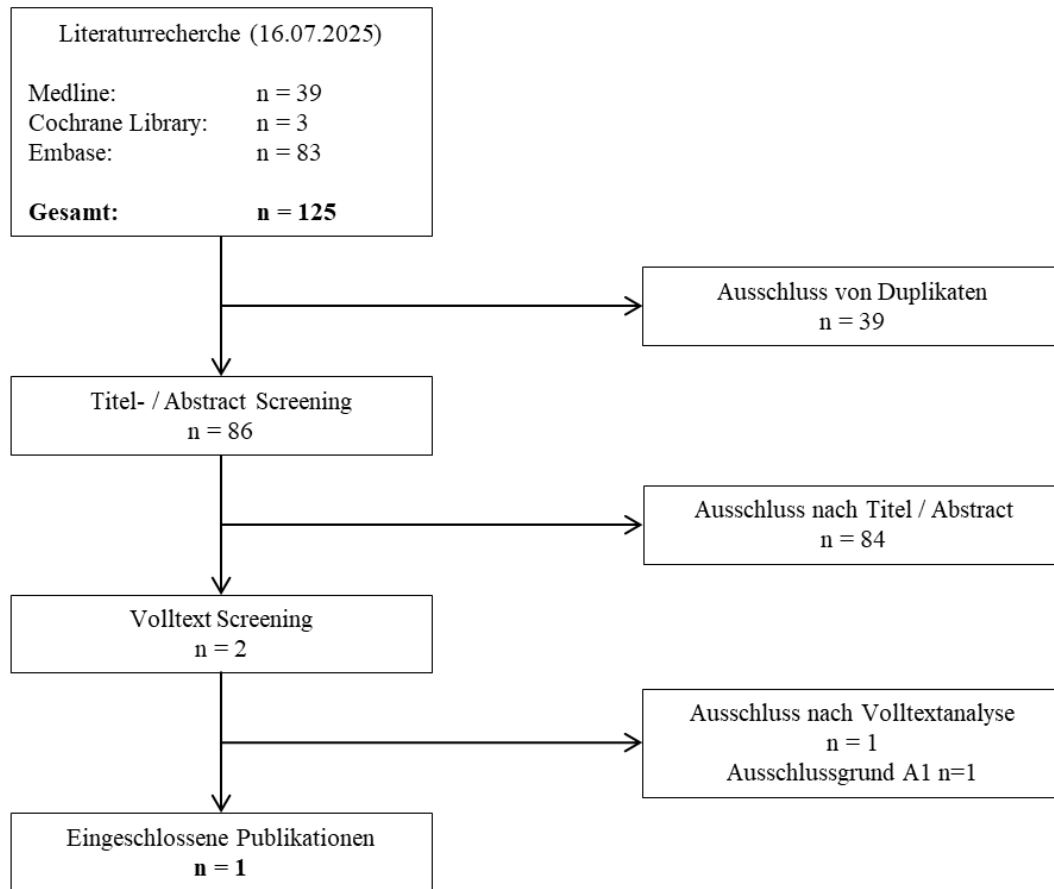 Literaturrecherche (16.07.2025)
Medline: n = 39
Cochrane Library: n = 3
Embase: n = 83
Gesamt: n = 125
Ausschluss von Duplikaten
n = 39
Titel- / Abstract Screening
n = 86
Ausschluss nach Titel / Abstract
n = 84
Volltext Screening
n = 2
Ausschluss nach Volltextanalyse
n = 1
Ausschlussgrund A1 n=1
Eingeschlossene Publikationen
n = 1